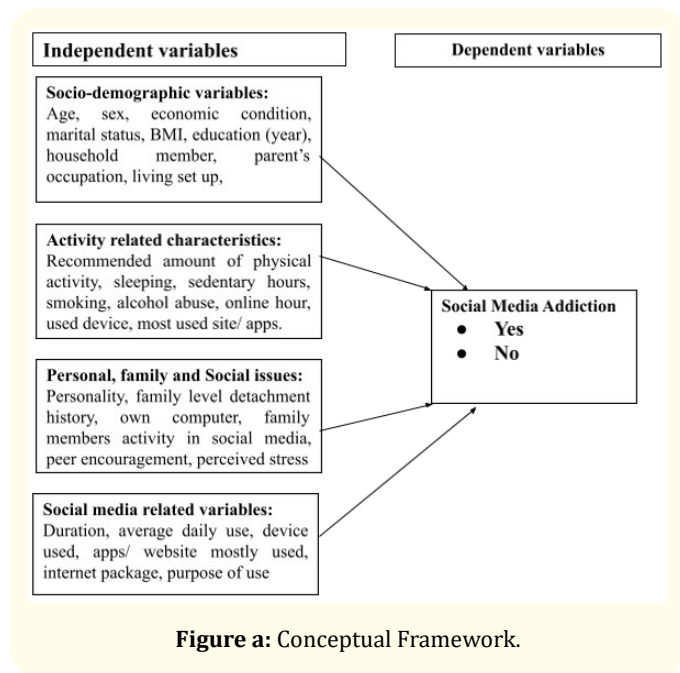 Independent variables
Dependent variables
Socio-demographic variables:
Age, sex, economic condition,
marital status, BMI, education (year),
household member, parent’s
occupation, living set up,
Activity related characteristics:
Recommended amount of physical
activity, sleeping, sedentary hours,
smoking, alcohol abuse, online hour,
used device, most used site/ apps.
Personal, family and Social issues:
Personality, family level detachment
history, own computer, family
members activity in social media,
peer encouragement, perceived stress
Social media related variables:
Duration, average daily use, device
used, apps/ website mostly used,
internet package, purpose of use
Social Media Addiction
● Yes
● No
Figure a: Conceptual Framework.